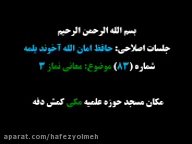 بسم الله الرحمن الرحیم
جلسات اصلاحی: حافظ امان الله آخوند یلمه
شماره (۸۳) موضوع: معانی نماز ۳
مکان مسجد حوزه علمیه مکی کمش دفه
aparat.com/hafezyolmeh